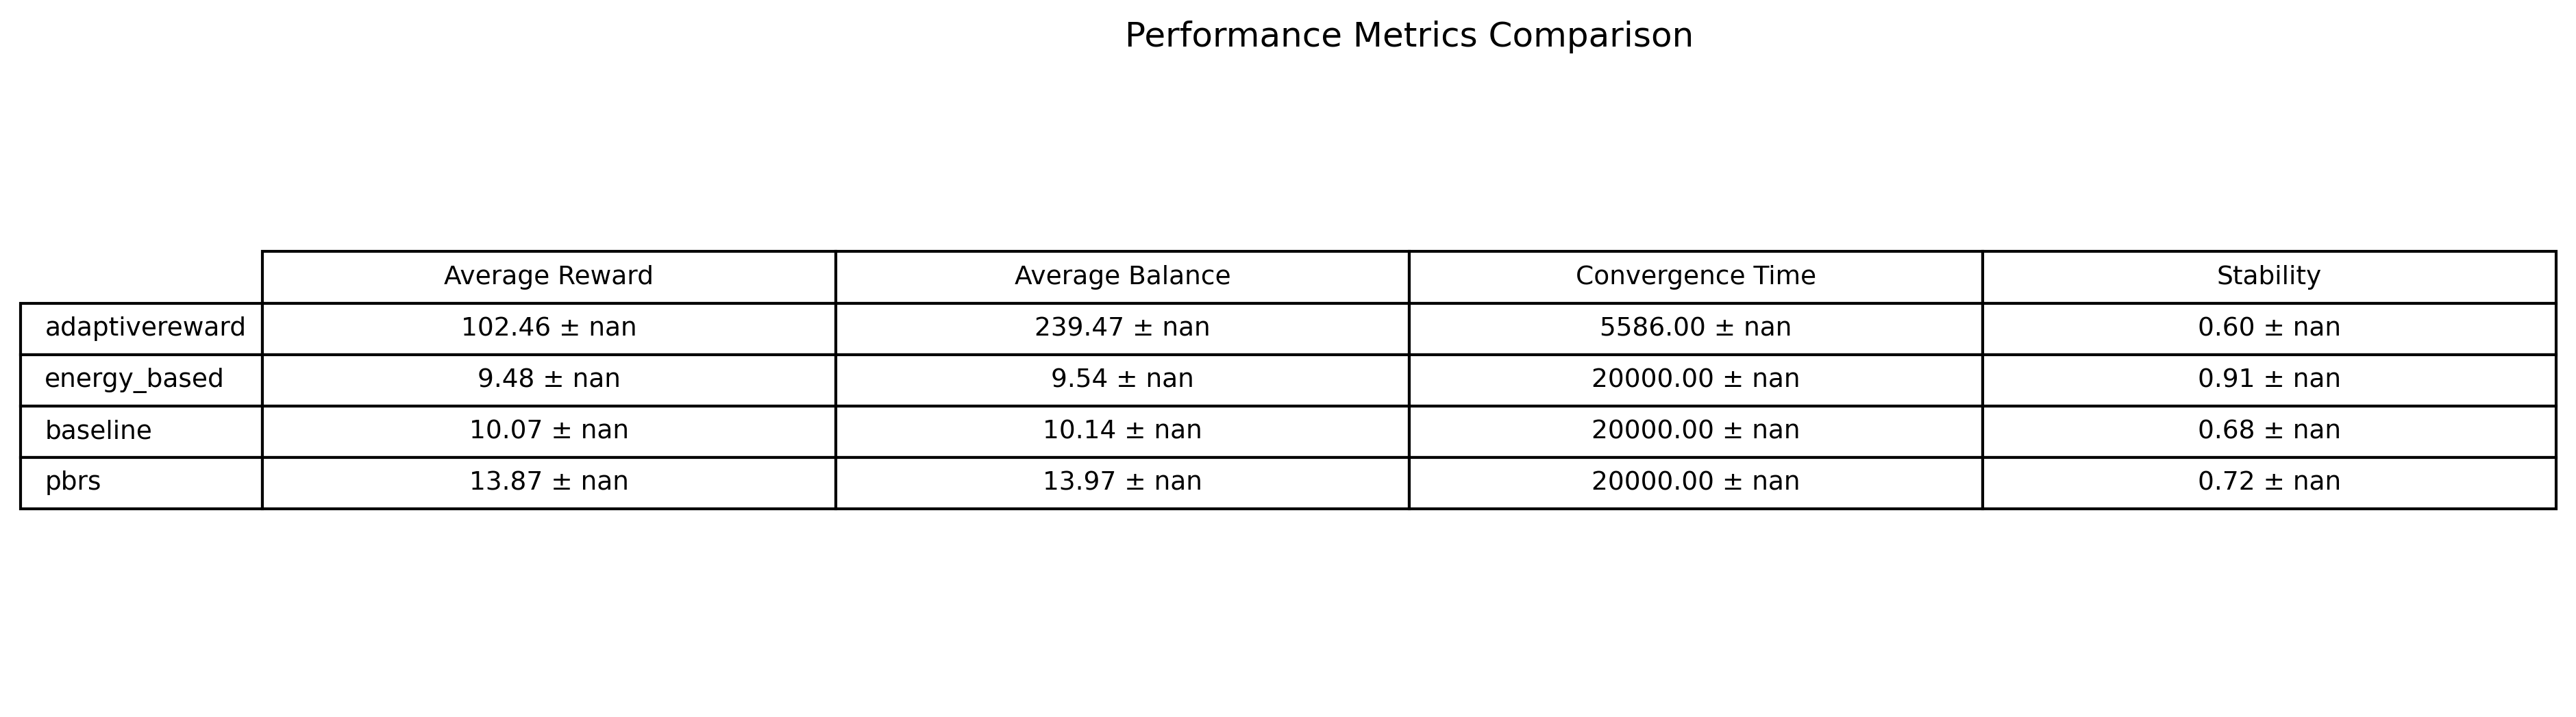 Performance Metrics Comparison
Average Reward Average Balance Convergence Time Stability
adaptivereward 102.46 ± nan 239.47 ± nan 5586.00 ± nan 0.60 ± nan
energy_based 9.48 ± nan 9.54 ± nan 20000.00 ± nan 0.91 ± nan
baseline 10.07 ± nan 10.14 ± nan 20000.00 ± nan 0.68 ± nan
pbrs 13.87 ± nan 13.97 ± nan 20000.00 ± nan 0.72 ± nan